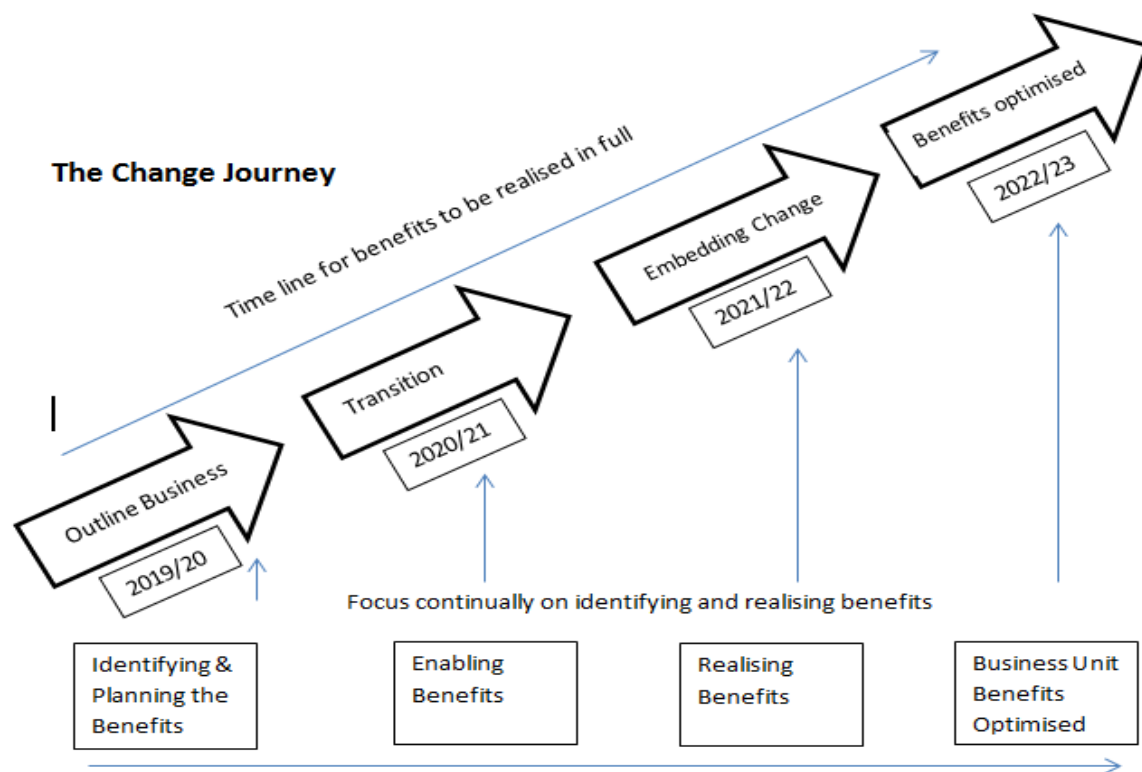 The Change Journey
Time line for benefits to be realised in full
Outline Business
2019/20
Transition
2020/21
Embedding Change
2021/22
Benefits optimised
2022/23
Focus continually on identifying and realising benefits
Identifying &
Planning the
Benefits
Enabling
Benefits
Realising
Benefits
Business Unit
Benefits
Optimised